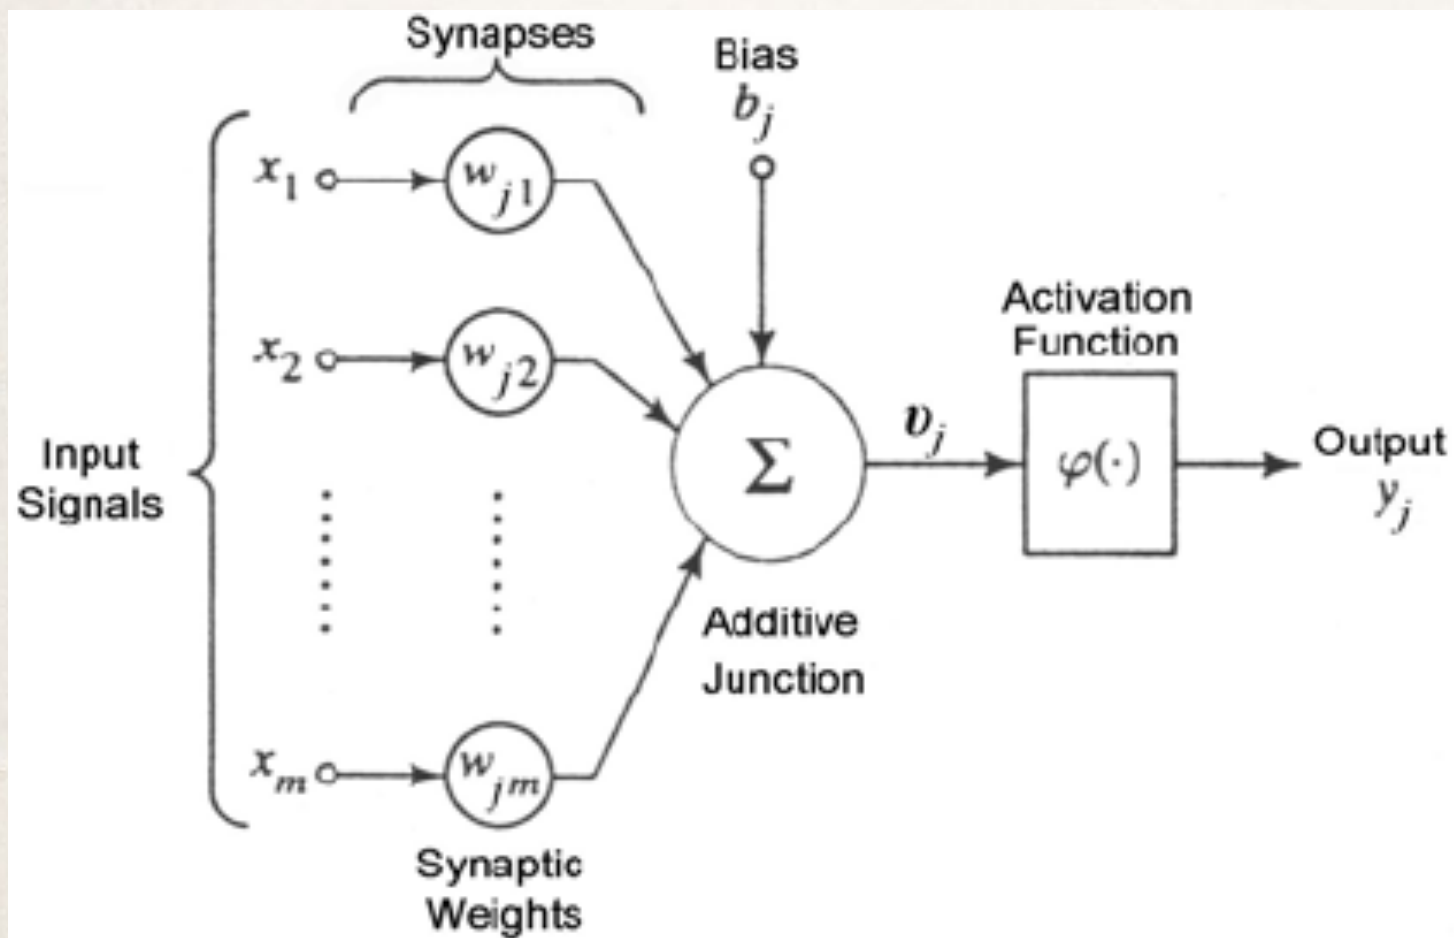 Synapses
Bias
b_j
x_1
w_j1
Activation
Function
x_2
w_j2
Input
Signals
Σ
v_j
φ(·)
Output
y_j
Additive
Junction
x_m
w_jm
Synaptic
Weights